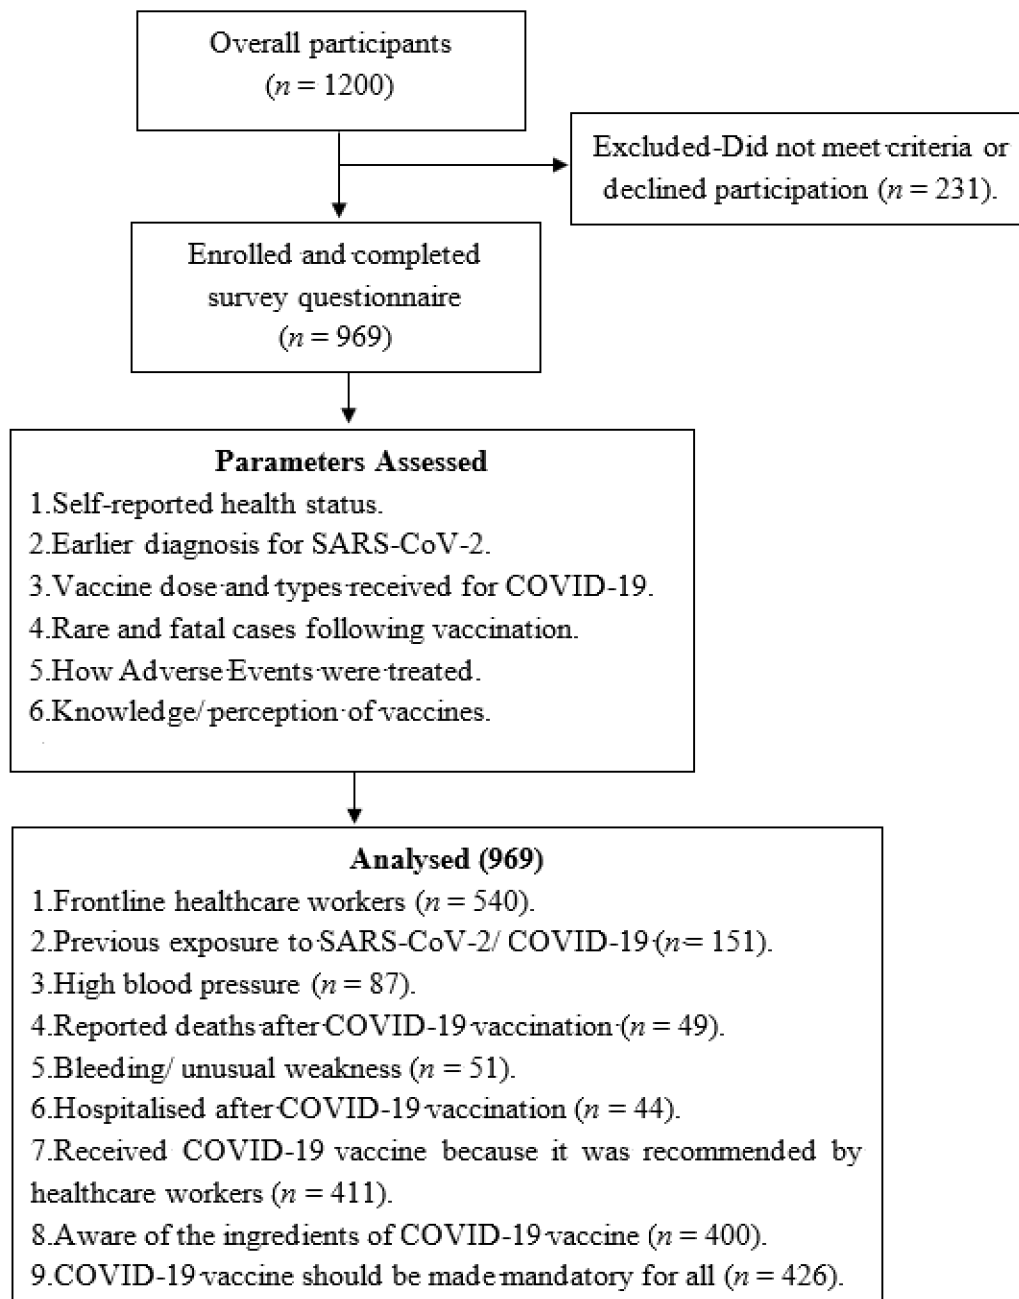 Overall participants
(n = 1200)
Excluded-Did not meet criteria or
declined participation (n = 231).
Enrolled and completed
survey questionnaire
(n = 969)
Parameters Assessed
1.Self-reported health status.
2.Earlier diagnosis for SARS-CoV-2.
3.Vaccine dose and types received for COVID-19.
4.Rare and fatal cases following vaccination.
5.How Adverse Events were treated.
6.Knowledge/ perception of vaccines.
Analysed (969)
1.Frontline healthcare workers (n = 540).
2.Previous exposure to SARS-CoV-2/ COVID-19 (n = 151).
3.High blood pressure (n = 87).
4.Reported deaths after COVID-19 vaccination (n = 49).
5.Bleeding/ unusual weakness (n = 51).
6.Hospitalised after COVID-19 vaccination (n = 44).
7.Received COVID-19 vaccine because it was recommended by
healthcare workers (n = 411).
8.Aware of the ingredients of COVID-19 vaccine (n = 400).
9.COVID-19 vaccine should be made mandatory for all (n = 426).